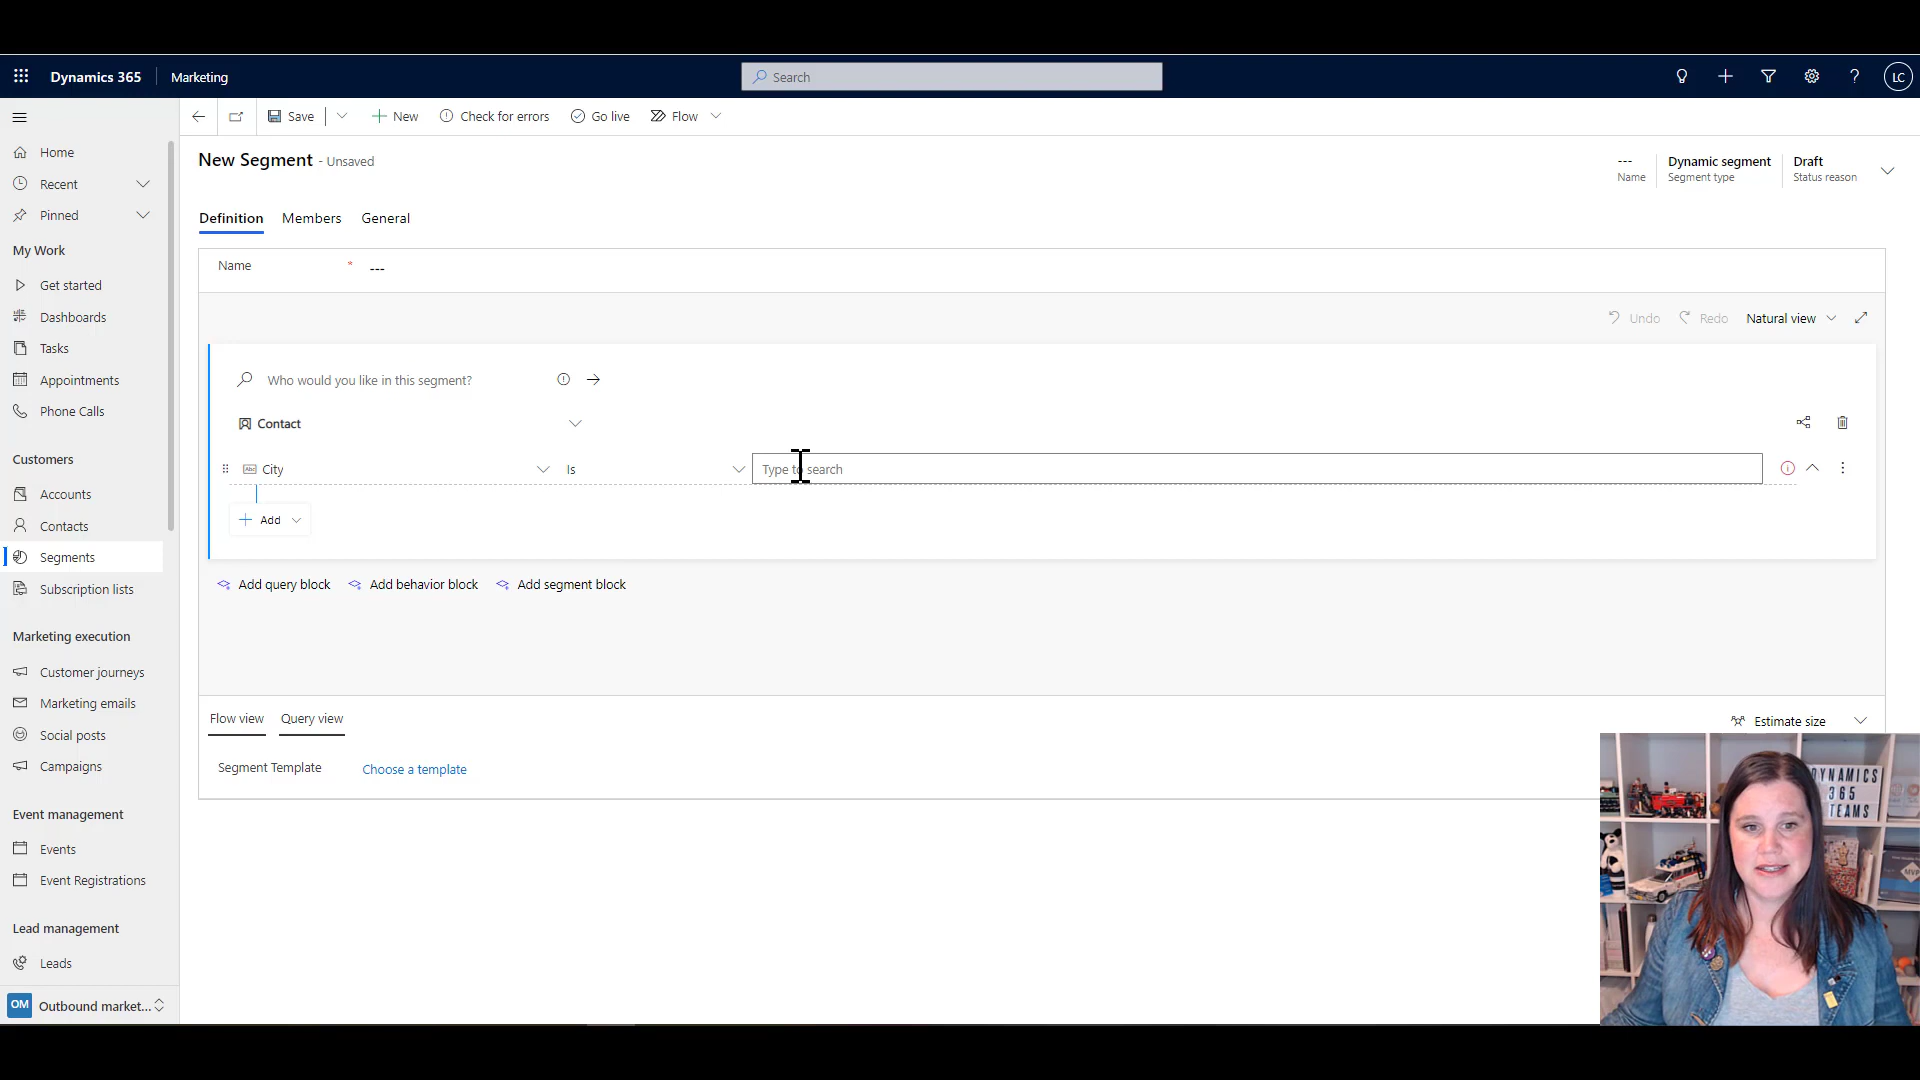 Dynamics 365
Marketing
Search
LC
Save
New
Check for errors
Go live
Flow
Home
Recent
Pinned
My Work
Get started
Dashboards
Tasks
Appointments
Phone Calls
Customers
Accounts
Contacts
Segments
Subscription lists
Marketing execution
Customer journeys
Marketing emails
Social posts
Campaigns
Event management
Events
Event Registrations
Lead management
Leads
OM Outbound market...
New Segment - Unsaved
---
Name
Dynamic segment
Segment type
Draft
Status reason
Definition
Members
General
Name * ---
Undo
Redo
Natural view
Who would you like in this segment?
Contact
Abc City
Is
Type to search
Add
Add query block
Add behavior block
Add segment block
Flow view
Query view
Estimate size
Segment Template
Choose a template
DYNAMICS
365
TEAMS
MVP